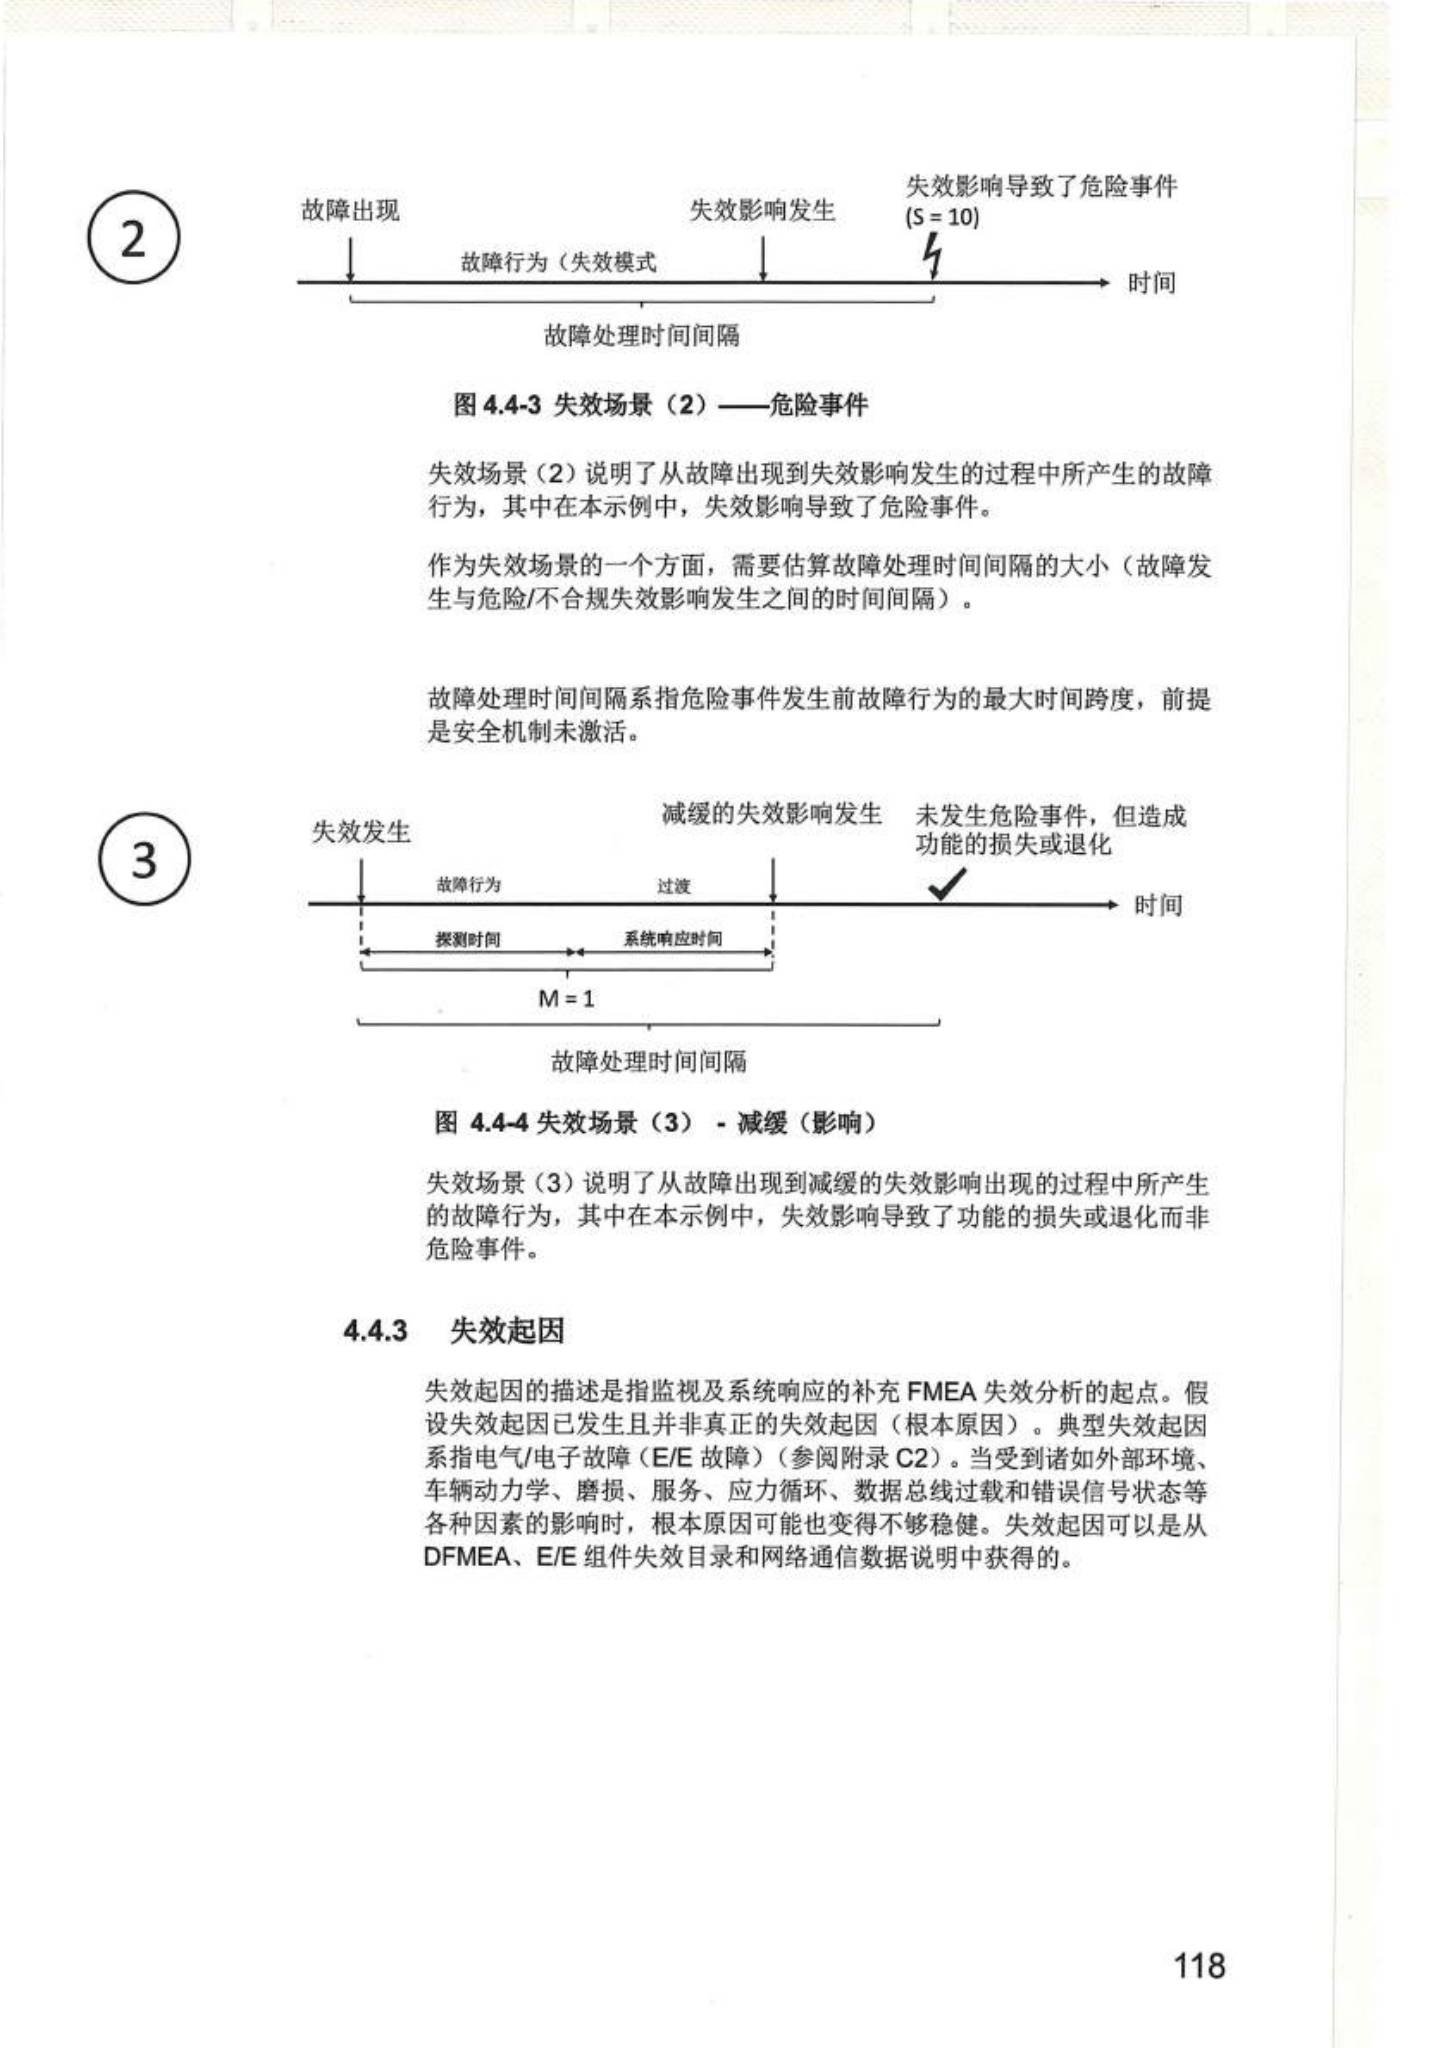 2
故障出现
失效影响发生
失效影响导致了危险事件
(S = 10)
故障行为（失效模式
时间
故障处理时间间隔
图 4.4-3 失效场景（2）——危险事件
失效场景（2）说明了从故障出现到失效影响发生的过程中所产生的故障
行为，其中在本示例中，失效影响导致了危险事件。
作为失效场景的一个方面，需要估算故障处理时间间隔的大小（故障发
生与危险/不合规失效影响发生之间的时间间隔）。
故障处理时间间隔系指危险事件发生前故障行为的最大时间跨度，前提
是安全机制未激活。
3
失效发生
减缓的失效影响发生
未发生危险事件，但造成
功能的损失或退化
故障行为
过渡
时间
探测时间
系统响应时间
M = 1
故障处理时间间隔
图 4.4-4 失效场景（3） - 减缓（影响）
失效场景（3）说明了从故障出现到减缓的失效影响出现的过程中所产生
的故障行为，其中在本示例中，失效影响导致了功能的损失或退化而非
危险事件。
4.4.3 失效起因
失效起因的描述是指监视及系统响应的补充 FMEA 失效分析的起点。假
设失效起因已发生且并非真正的失效起因（根本原因）。典型失效起因
系指电气/电子故障（E/E 故障）（参阅附录 C2）。当受到诸如外部环境、
车辆动力学、磨损、服务、应力循环、数据总线过载和错误信号状态等
各种因素的影响时，根本原因可能也变得不够稳健。失效起因可以是从
DFMEA、E/E 组件失效目录和网络通信数据说明中获得的。
118